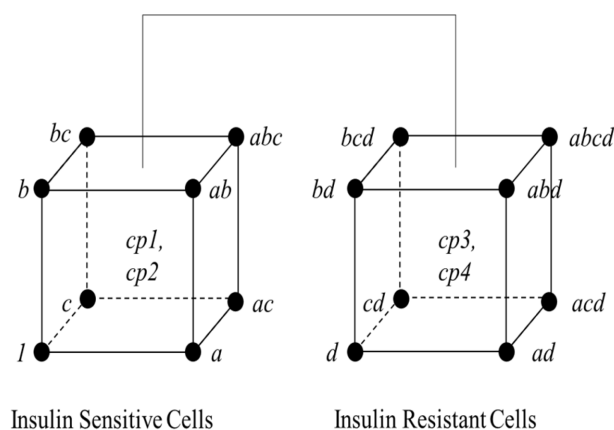 bc abc bcd abcd
b ab bd abd
cp1, cp3,
cp2 cp4
c ac cd acd
1 a d ad
Insulin Sensitive Cells Insulin Resistant Cells